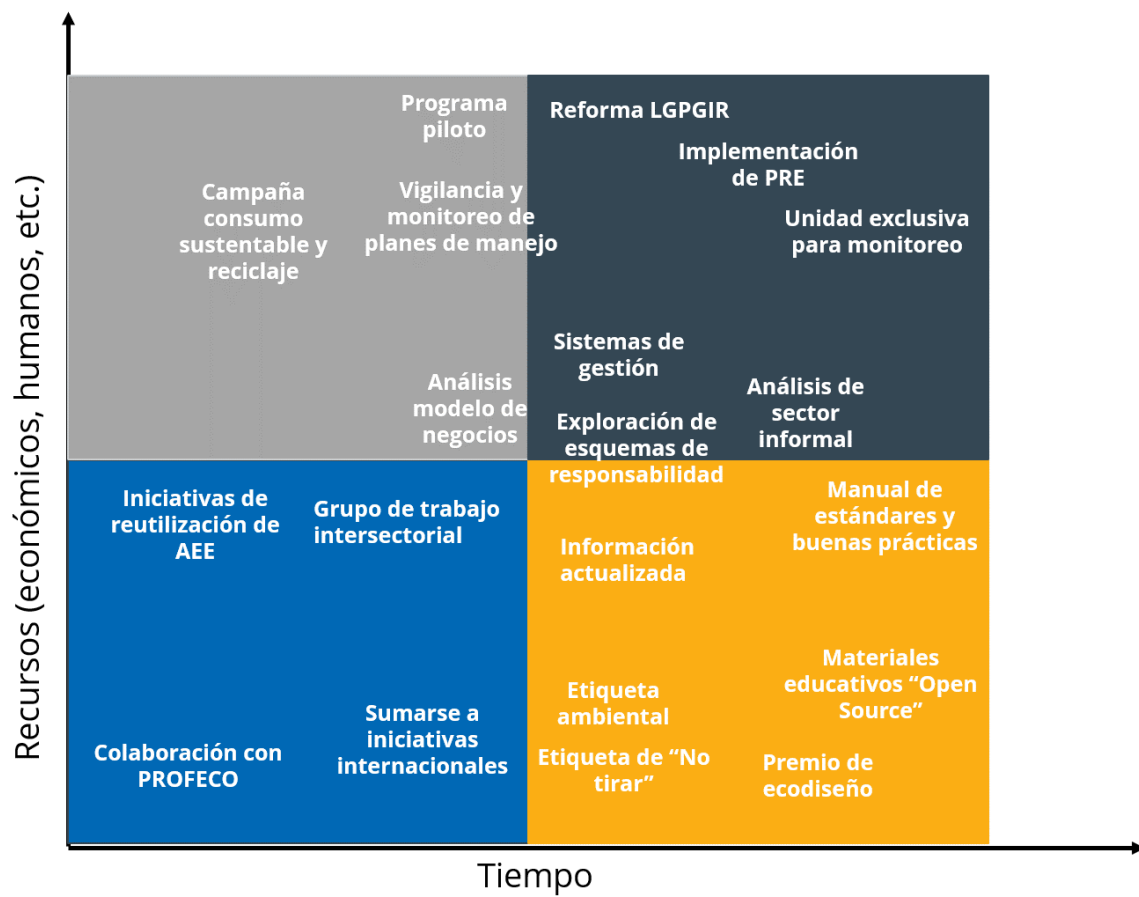 Recursos (económicos, humanos, etc.)
Programa
piloto
Campaña
consumo
sustentable y
reciclaje
Vigilancia y
monitoreo de
planes de manejo
Análisis
modelo de
negocios
Reforma LGPGIR
Implementación
de PRE
Unidad exclusiva
para monitoreo
Sistemas de
gestión
Análisis de
sector
informal
Exploración de
esquemas de
responsabilidad
Iniciativas de
reutilización de
AEE
Grupo de trabajo
intersectorial
Colaboración con
PROFECO
Sumarse a
iniciativas
internacionales
Manual de
estándares y
buenas prácticas
Información
actualizada
Materiales
educativos “Open
Source”
Etiqueta
ambiental
Etiqueta de “No
tirar”
Premio de
ecodiseño
Tiempo